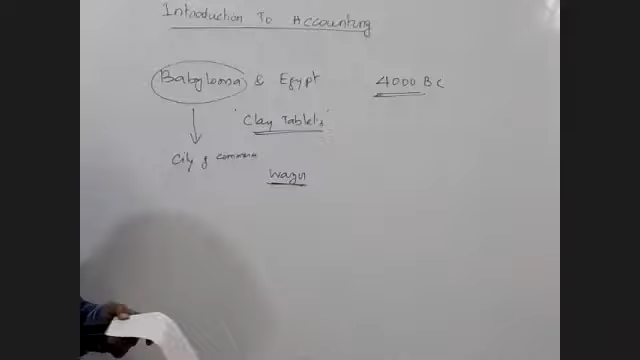 Introduction To Accounting
Babylonia & Egypt 4000 BC
'Clay Tablets'
City of commerce
Wages